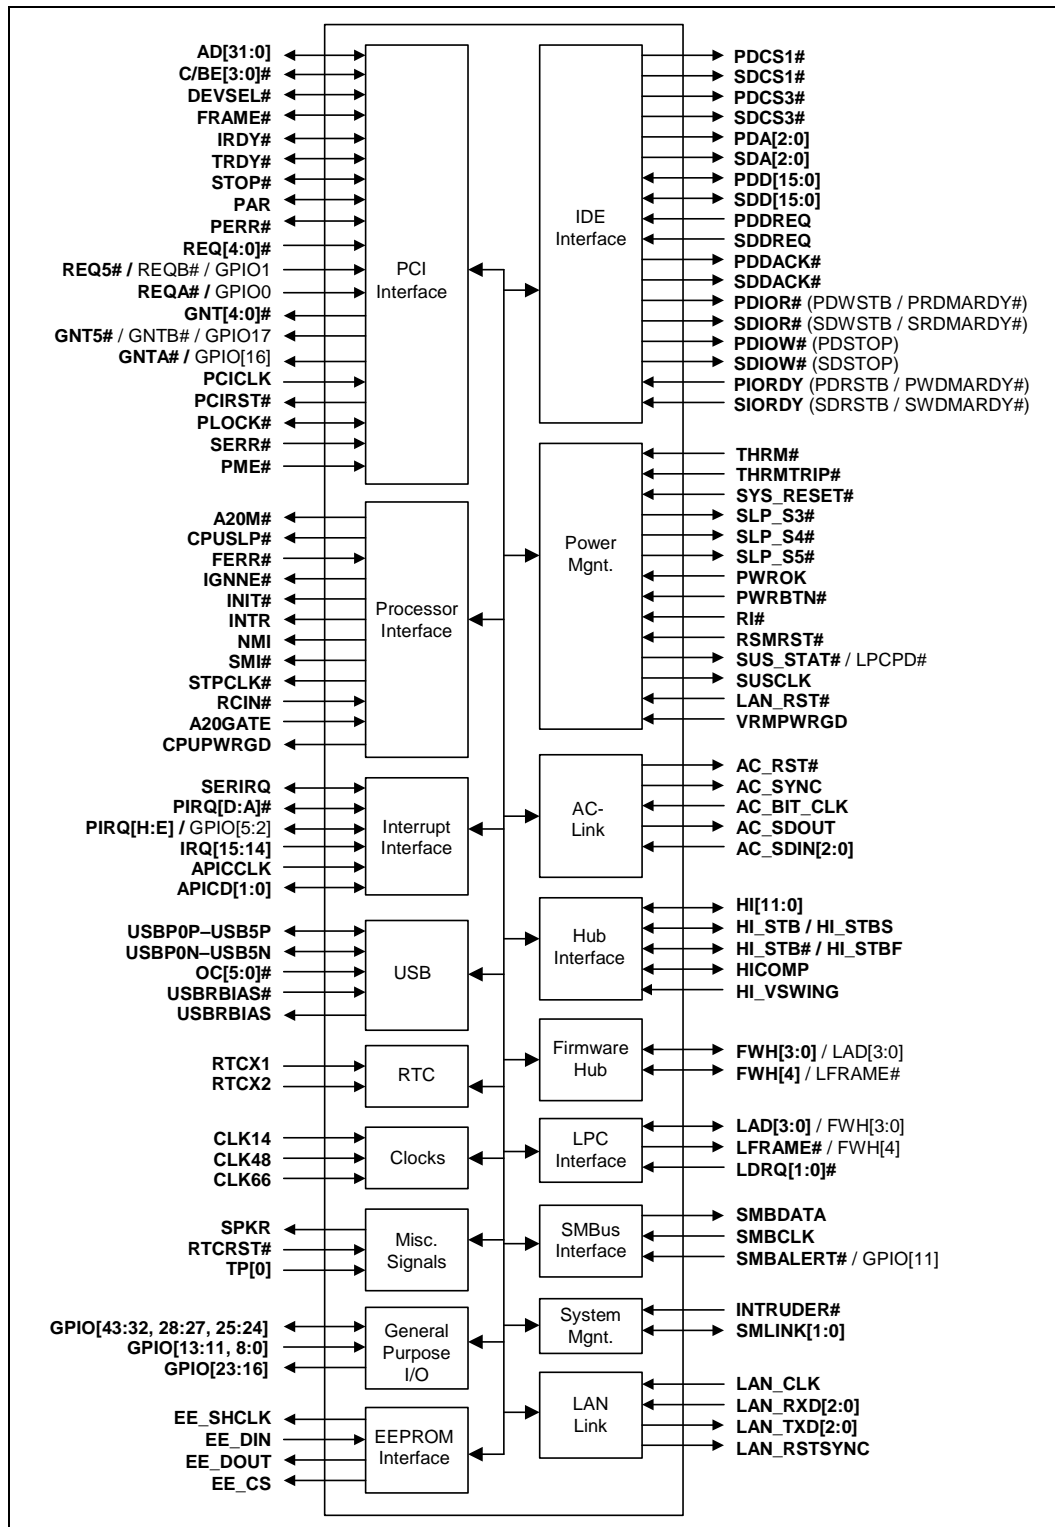 AD[31:0]
C/BE[3:0]#
DEVSEL#
FRAME#
IRDY#
TRDY#
STOP#
PAR
PERR#
REQ[4:0]#
REQ5# / REQB# / GPIO1
REQA# / GPIO0
GNT[4:0]#
GNT5# / GNTB# / GPIO17
GNTA# / GPIO[16]
PCICLK
PCIRST#
PLOCK#
SERR#
PME#
PCI
Interface
A20M#
CPUSLP#
FERR#
IGNNE#
INIT#
INTR
NMI
SMI#
STPCLK#
RCIN#
A20GATE
CPUPWRGD
Processor
Interface
SERIRQ
PIRQ[D:A]#
PIRQ[H:E] / GPIO[5:2]
IRQ[15:14]
APICCLK
APICD[1:0]
Interrupt
Interface
USBP0P–USB5P
USBP0N–USB5N
OC[5:0]#
USBRBIAS#
USBRBIAS
USB
RTCX1
RTCX2
RTC
CLK14
CLK48
CLK66
Clocks
SPKR
RTCRST#
TP[0]
Misc.
Signals
GPIO[43:32, 28:27, 25:24]
GPIO[13:11, 8:0]
GPIO[23:16]
General
Purpose
I/O
EE_SHCLK
EE_DIN
EE_DOUT
EE_CS
EEPROM
Interface
IDE
Interface
PDCS1#
SDCS1#
PDCS3#
SDCS3#
PDA[2:0]
SDA[2:0]
PDD[15:0]
SDD[15:0]
PDDREQ
SDDREQ
PDDACK#
SDDACK#
PDIOR# (PDWSTB / PRDMARDY#)
SDIOR# (SDWSTB / SRDMARDY#)
PDIOW# (PDSTOP)
SDIOW# (SDSTOP)
PIORDY (PDRSTB / PWDMARDY#)
SIORDY (SDRSTB / SWDMARDY#)
Power
Mgnt.
THRM#
THRMTRIP#
SYS_RESET#
SLP_S3#
SLP_S4#
SLP_S5#
PWROK
PWRBTN#
RI#
RSMRST#
SUS_STAT# / LPCPD#
SUSCLK
LAN_RST#
VRMPWRGD
AC-
Link
AC_RST#
AC_SYNC
AC_BIT_CLK
AC_SDOUT
AC_SDIN[2:0]
Hub
Interface
HI[11:0]
HI_STB / HI_STBS
HI_STB# / HI_STBF
HICOMP
HI_VSWING
Firmware
Hub
FWH[3:0] / LAD[3:0]
FWH[4] / LFRAME#
LPC
Interface
LAD[3:0] / FWH[3:0]
LFRAME# / FWH[4]
LDRQ[1:0]#
SMBus
Interface
SMBDATA
SMBCLK
SMBALERT# / GPIO[11]
System
Mgnt.
INTRUDER#
SMLINK[1:0]
LAN
Link
LAN_CLK
LAN_RXD[2:0]
LAN_TXD[2:0]
LAN_RSTSYNC